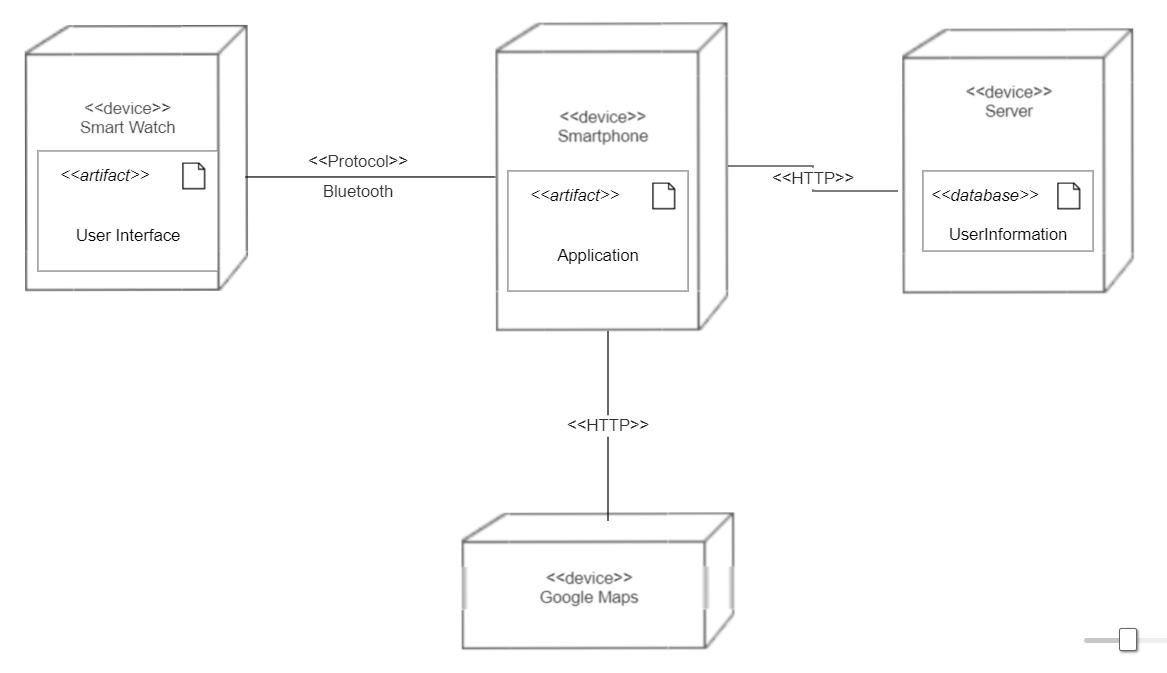 <<device>>
Smart Watch
<<artifact>>
User Interface
<<Protocol>>
Bluetooth
<<device>>
Smartphone
<<artifact>>
Application
<<HTTP>>
<<device>>
Server
<<database>>
UserInformation
<<HTTP>>
<<device>>
Google Maps